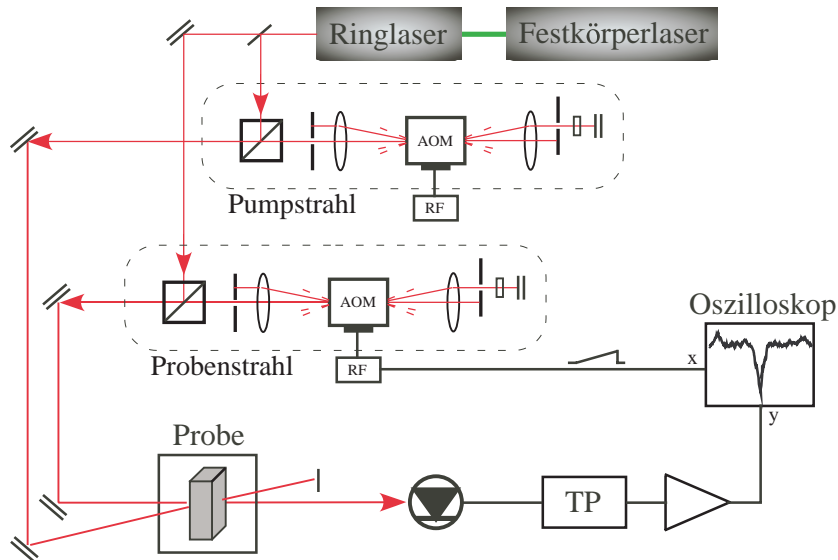 Ringlaser
Festkörperlaser
AOM
RF
Pumpstrahl
AOM
RF
Probenstrahl
Oszilloskop
x
y
Probe
TP